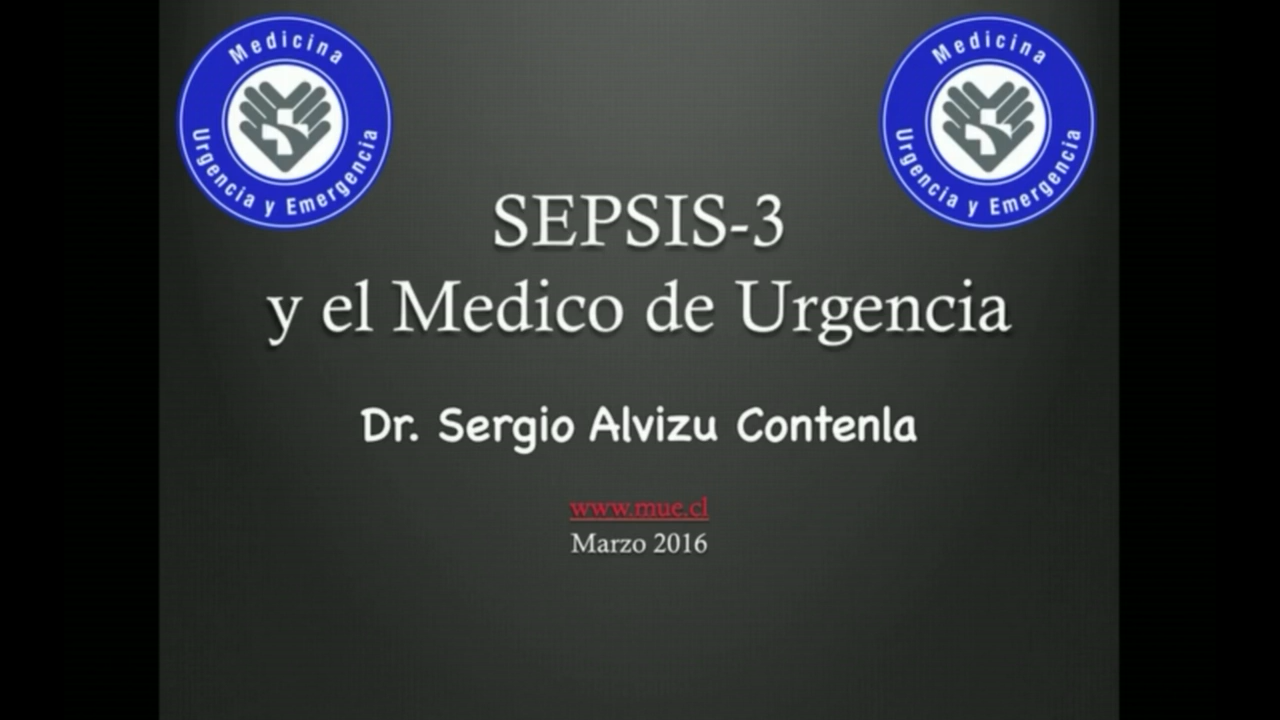 Medicina
Urgencia y Emergencia
Medicina
Urgencia y Emergencia
SEPSIS-3
y el Medico de Urgencia
Dr. Sergio Alvizu Contenla
www.mue.cl
Marzo 2016